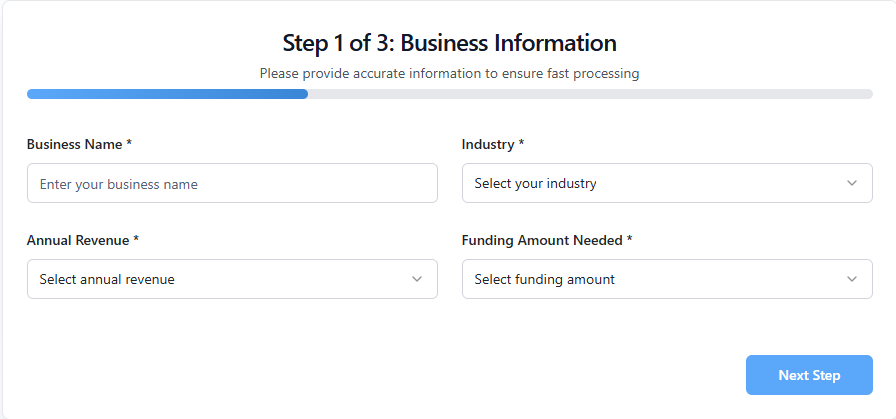 Step 1 of 3: Business Information
Please provide accurate information to ensure fast processing
Business Name *
Industry *
Enter your business name
Select your industry
Annual Revenue *
Funding Amount Needed *
Select annual revenue
Select funding amount
Next Step